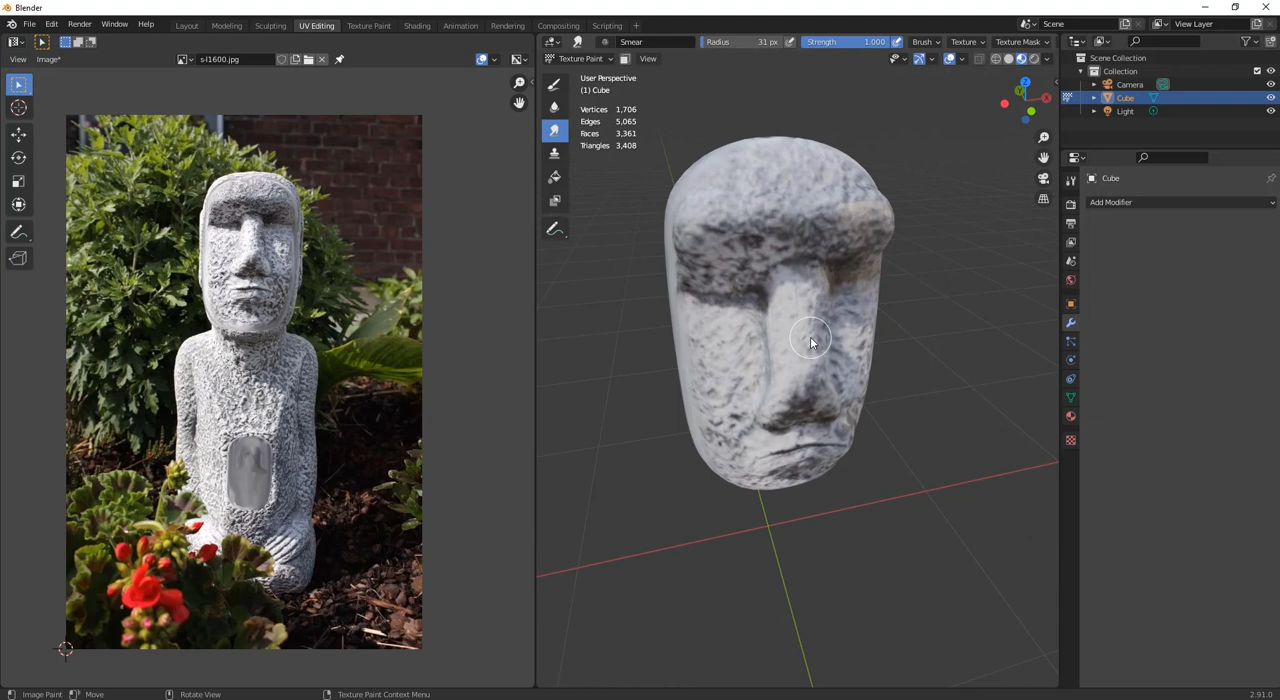 Blender
File Edit Render Window Help
Layout Modeling Sculpting UV Editing Texture Paint Shading Animation Rendering Compositing Scripting +
Scene
View Layer
View Image*
s-l1600.jpg
Smear
Radius 31 px
Strength 1.000
Brush
Texture
Texture Mask
Texture Paint
View
User Perspective
(1) Cube
Vertices 1,706
Edges 5,065
Faces 3,361
Triangles 3,408
Z
Y
X
Scene Collection
Collection
Camera
Cube
Light
Cube
Add Modifier
Image Paint Move
Rotate View
Texture Paint Context Menu
2.91.0